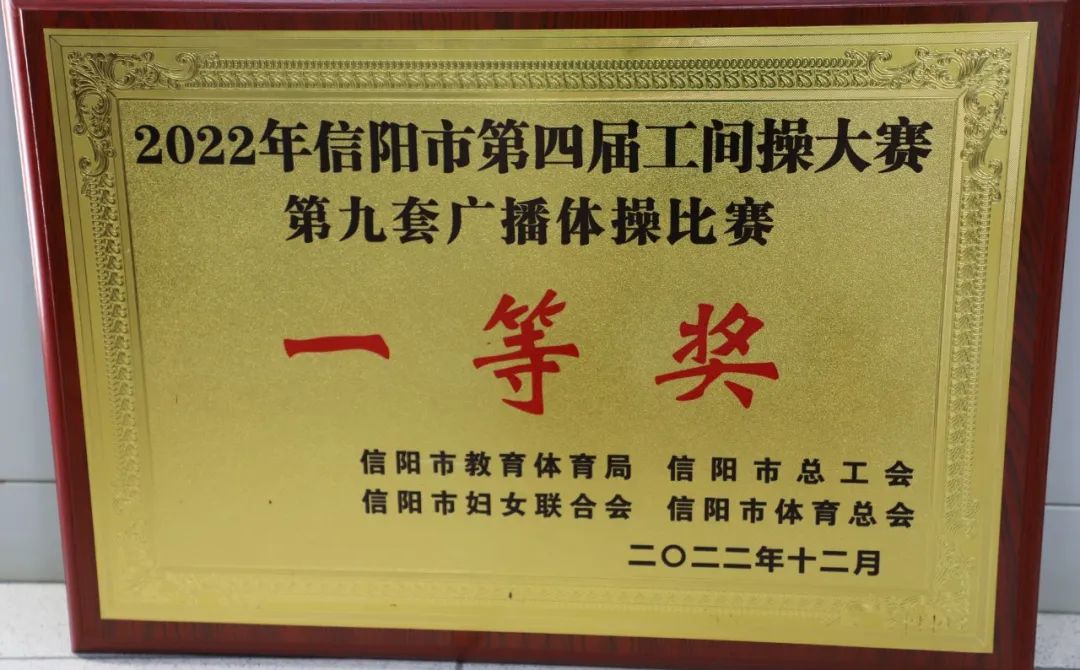 2022年信阳市第四届工间操大赛
第九套广播体操比赛
一等奖
信阳市教育体育局 信阳市总工会
信阳市妇女联合会 信阳市体育总会
二〇二二年十二月